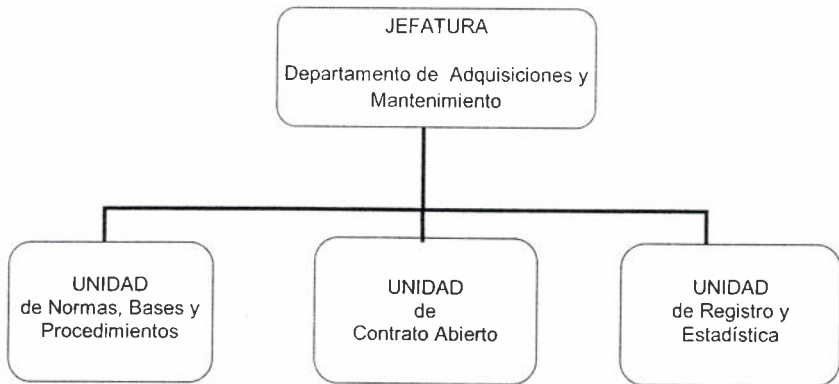 JEFATURA
Departamento de Adquisiciones y
Mantenimiento
UNIDAD
de Normas, Bases y
Procedimientos
UNIDAD
de
Contrato Abierto
UNIDAD
de Registro y
Estadística